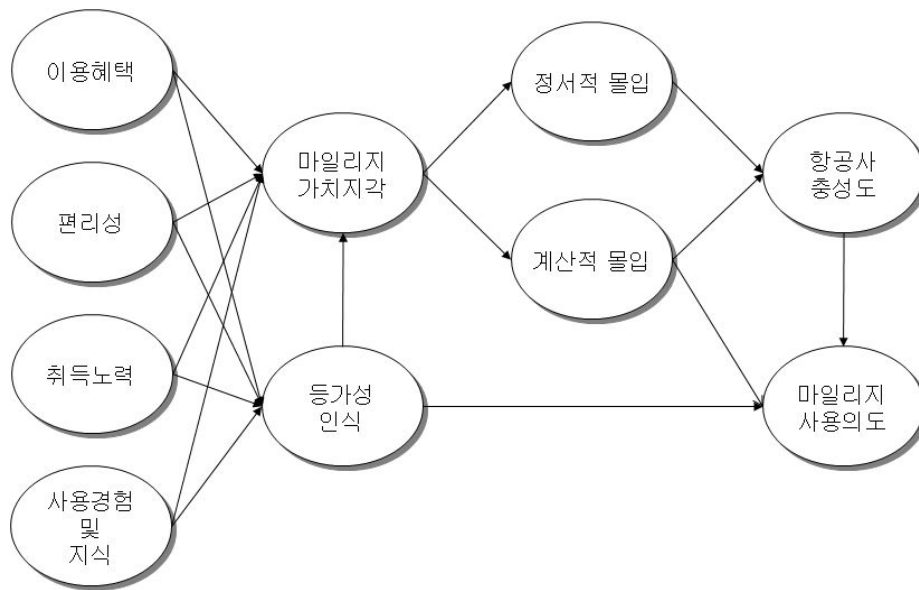 이용혜택
편리성
취득노력
사용경험
및
지식
마일리지
가치지각
등가성
인식
정서적 몰입
계산적 몰입
항공사
충성도
마일리지
사용의도